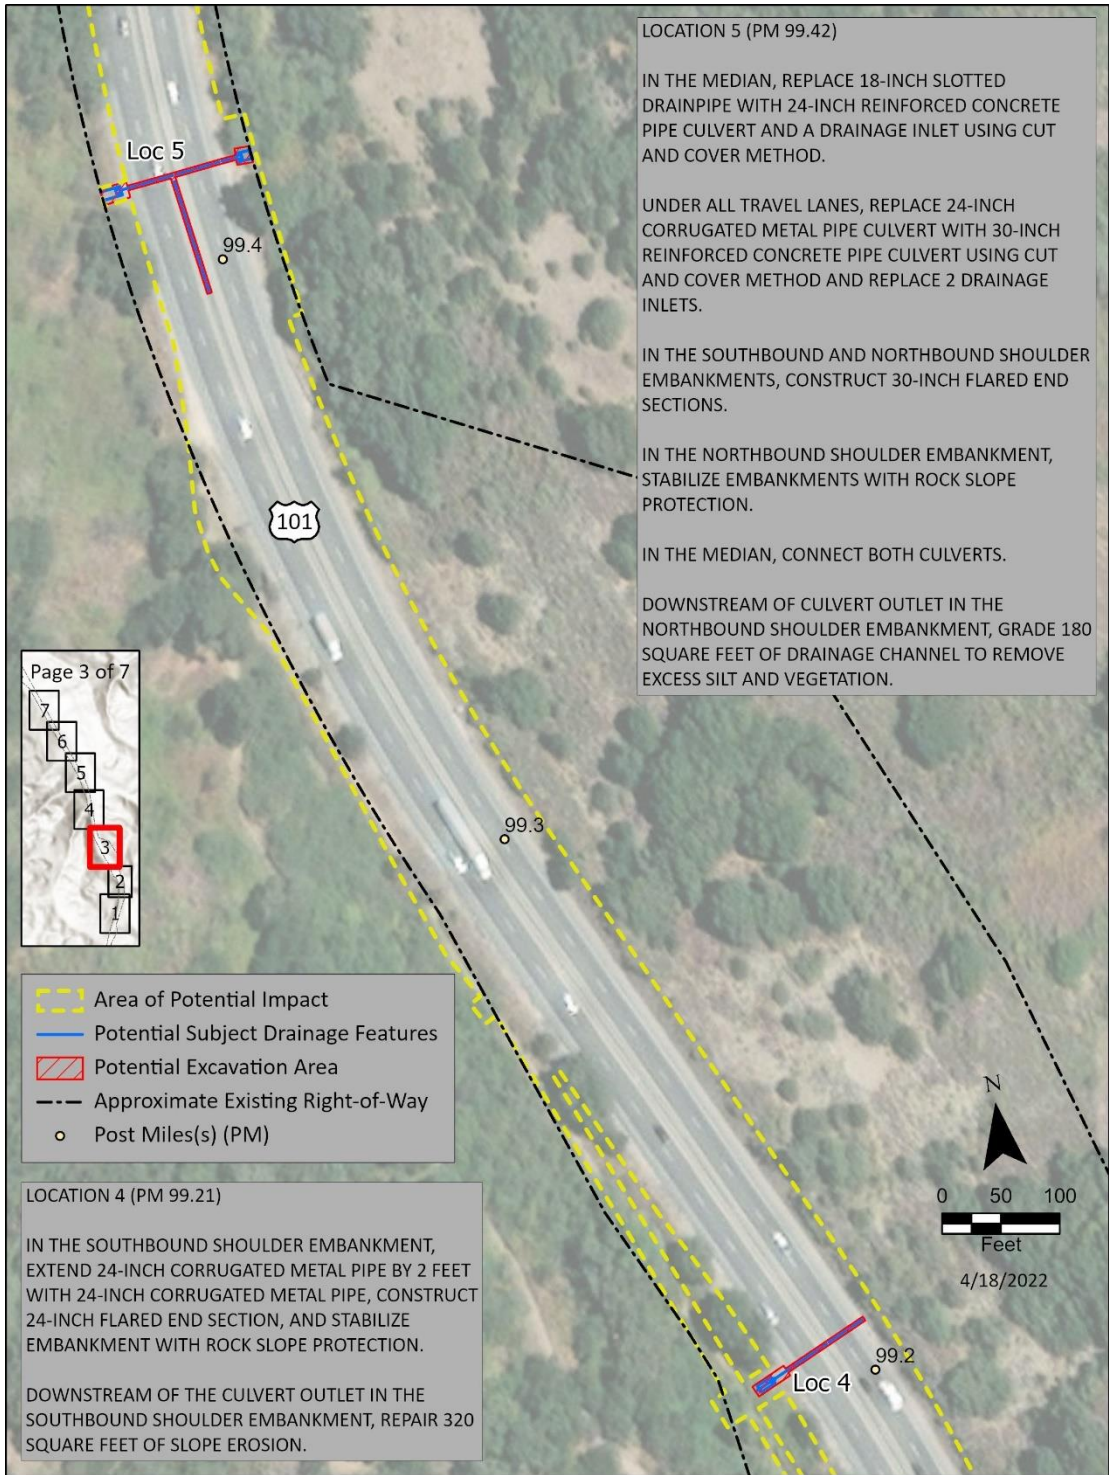 LOCATION 5 (PM 99.42)
IN THE MEDIAN, REPLACE 18-INCH SLOTTED
DRAINPIPE WITH 24-INCH REINFORCED CONCRETE
PIPE CULVERT AND A DRAINAGE INLET USING CUT
AND COVER METHOD.
UNDER ALL TRAVEL LANES, REPLACE 24-INCH
CORRUGATED METAL PIPE CULVERT WITH 30-INCH
REINFORCED CONCRETE PIPE CULVERT USING CUT
AND COVER METHOD AND REPLACE 2 DRAINAGE
INLETS.
IN THE SOUTHBOUND AND NORTHBOUND SHOULDER
EMBANKMENTS, CONSTRUCT 30-INCH FLARED END
SECTIONS.
IN THE NORTHBOUND SHOULDER EMBANKMENT,
STABILIZE EMBANKMENTS WITH ROCK SLOPE
PROTECTION.
IN THE MEDIAN, CONNECT BOTH CULVERTS.
DOWNSTREAM OF CULVERT OUTLET IN THE
NORTHBOUND SHOULDER EMBANKMENT, GRADE 180
SQUARE FEET OF DRAINAGE CHANNEL TO REMOVE
EXCESS SILT AND VEGETATION.
Loc 5
99.4
101
99.3
Page 3 of 7
7
6
5
4
3
2
1
Area of Potential Impact
Potential Subject Drainage Features
Potential Excavation Area
Approximate Existing Right-of-Way
Post Miles(s) (PM)
LOCATION 4 (PM 99.21)
IN THE SOUTHBOUND SHOULDER EMBANKMENT,
EXTEND 24-INCH CORRUGATED METAL PIPE BY 2 FEET
WITH 24-INCH CORRUGATED METAL PIPE, CONSTRUCT
24-INCH FLARED END SECTION, AND STABILIZE
EMBANKMENT WITH ROCK SLOPE PROTECTION.
DOWNSTREAM OF THE CULVERT OUTLET IN THE
SOUTHBOUND SHOULDER EMBANKMENT, REPAIR 320
SQUARE FEET OF SLOPE EROSION.
N
0 50 100
Feet
4/18/2022
99.2
Loc 4